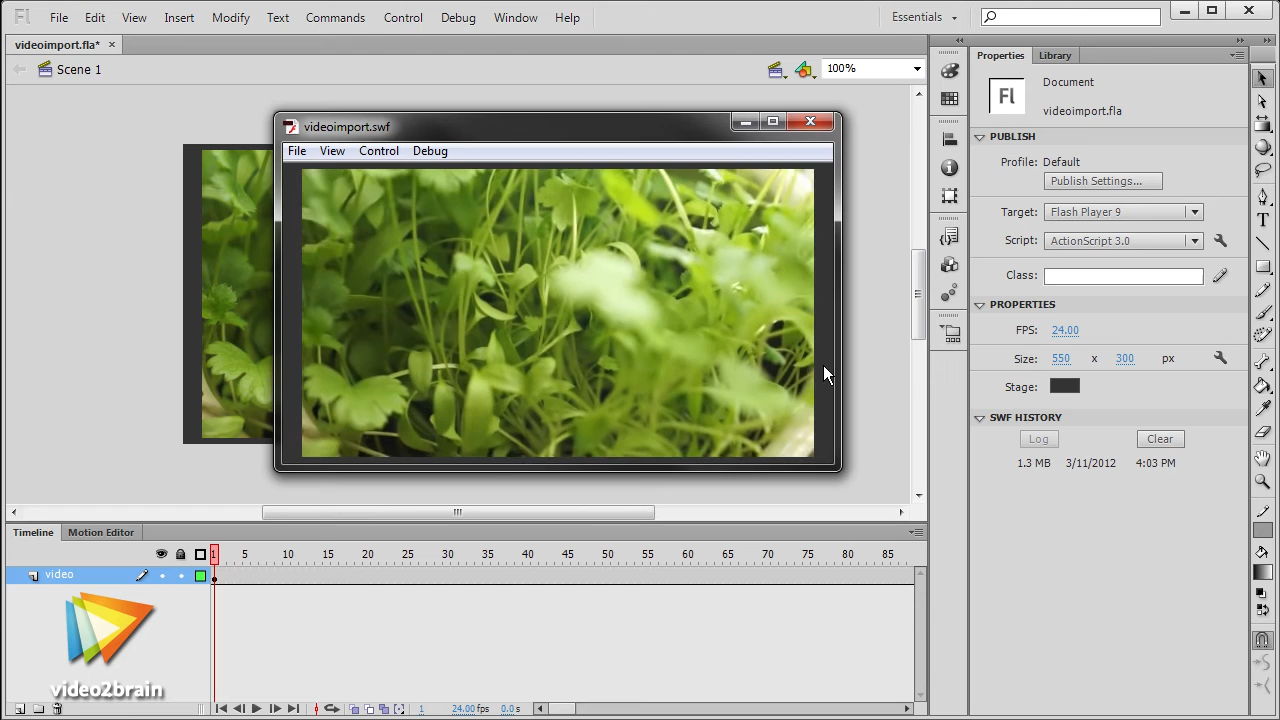 Fl File Edit View Insert Modify Text Commands Control Debug Window Help Essentials
videoimport.fla* ×
Scene 1 100%
videoimport.swf
File View Control Debug
Properties Library
Fl
Document
videoimport.fla
PUBLISH
Profile: Default
Publish Settings...
Target: Flash Player 9
Script: ActionScript 3.0
Class:
PROPERTIES
FPS: 24.00
Size: 550 x 300 px
Stage:
SWF HISTORY
Log Clear
1.3 MB 3/11/2012 4:03 PM
Timeline Motion Editor
1 5 10 15 20 25 30 35 40 45 50 55 60 65 70 75 80 85
video
video2brain
1 24.00 fps 0.0 s